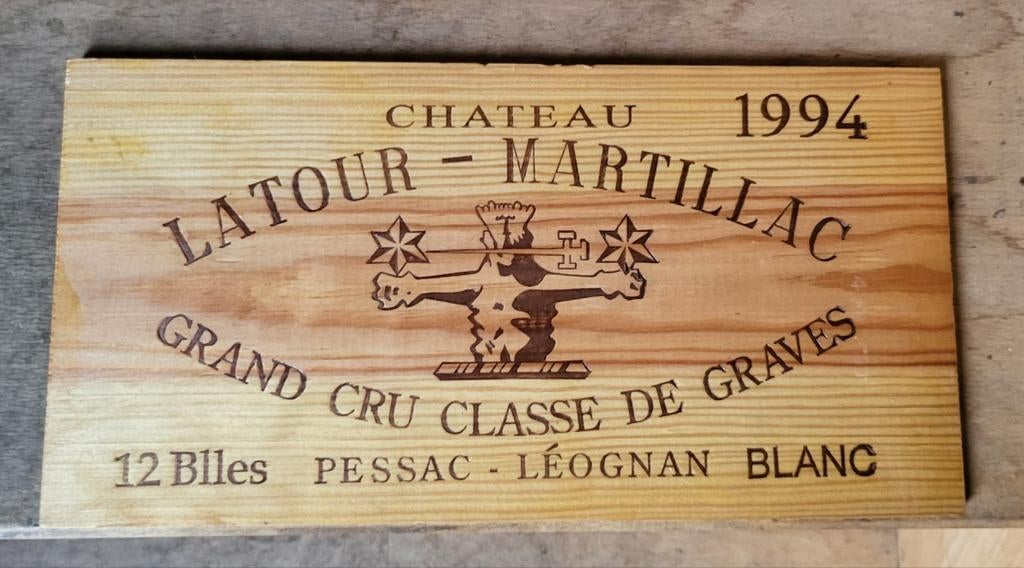 CHATEAU
1994
LATOUR - MARTILLAC
GRAND CRU CLASSE DE GRAVES
12 Blles PESSAC - LÉOGNAN BLANC